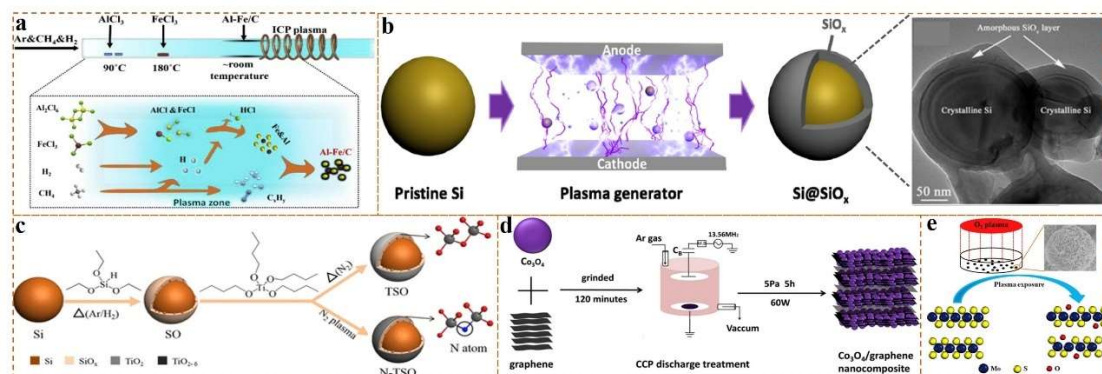 a
AlCl₃ FeCl₃ Al-Fe/C
Ar&CH₄&H₂
ICP plasma
90°C 180°C ~room
temperature
Al₂Cl₆
AlCl & FeCl
HCl
Fe&Al
FeCl₃
Al-Fe/C
H₂
H
CH₄
Plasma zone
CₓHᵧ
b
SiOₓ
Anode
Cathode
Pristine Si
Plasma generator
Si@SiOₓ
Amorphous SiOₓ layer
Crystalline Si
Crystalline Si
50 nm
c
H
O Si O
O
Si
Δ(Ar/H₂)
SO
O
O Ti O
O
Δ(N₂)
N₂ plasma
TSO
N atom
N-TSO
Si SiOₓ TiO₂ TiO₂₋δ
d
Co₃O₄
grinded
120 minutes
graphene
Ar gas
13.56MHz
C_B
Vaccum
CCP discharge treatment
5Pa 5h
60W
Co₃O₄/graphene
nanocomposite
e
O₂ plasma
Plasma exposure
Mo S O